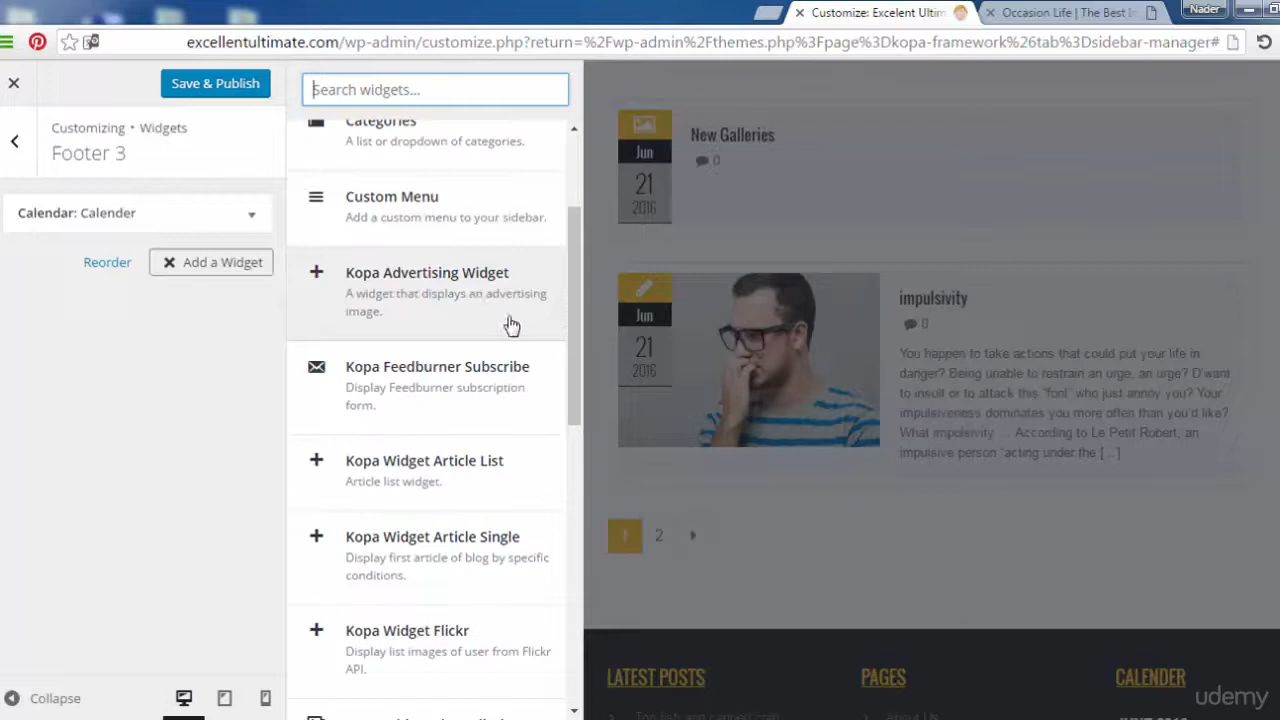 Customize: Excelent Ultim
Occasion Life | The Best I
Nader
excellentultimate.com/wp-admin/customize.php?return=%2Fwp-admin%2Fthemes.php%3Fpage%3Dkopa-framework%26tab%3Dsidebar-manager#
Save & Publish
Search widgets...
Customizing • Widgets
Footer 3
Calendar: Calender
Reorder
Add a Widget
Categories
A list or dropdown of categories.
Custom Menu
Add a custom menu to your sidebar.
Kopa Advertising Widget
A widget that displays an advertising
image.
Kopa Feedburner Subscribe
Display Feedburner subscription
form.
Kopa Widget Article List
Article list widget.
Kopa Widget Article Single
Display first article of blog by specific
conditions.
Kopa Widget Flickr
Display list images of user from Flickr
API.
Collapse
Jun
21
2016
New Galleries
0
Jun
21
2016
impulsivity
0
You happen to take actions that could put your life in
danger? Being unable to restrain an urge, an urge? D'want
to insult or to attack this "fool" who just annoy you? Your
impulsiveness dominates you more often than you'd like?
What impulsivity ... According to Le Petit Robert, an
impulsive person "acting under the [...]
1
2
LATEST POSTS
PAGES
CALENDER
About Us
udemy